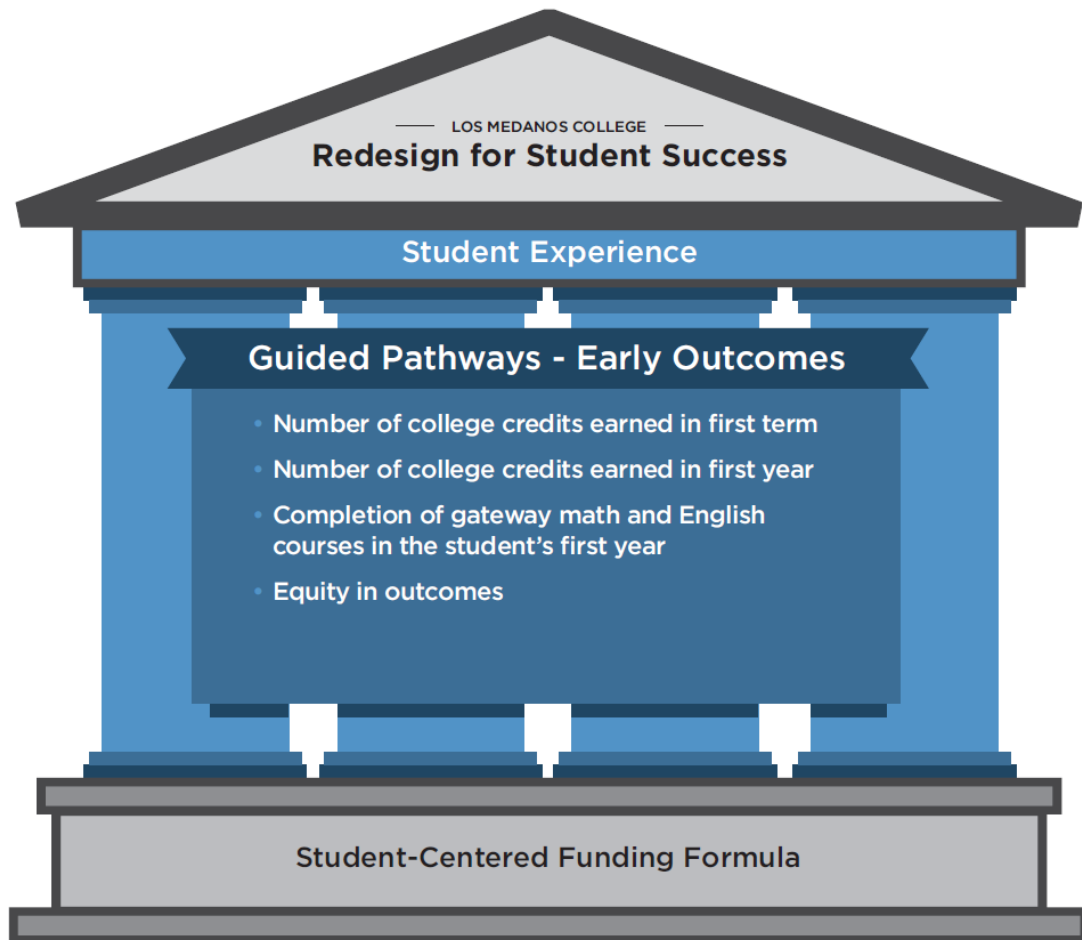 LOS MEDANOS COLLEGE
Redesign for Student Success
Student Experience
Guided Pathways - Early Outcomes
• Number of college credits earned in first term
• Number of college credits earned in first year
• Completion of gateway math and English
courses in the student’s first year
• Equity in outcomes
Student-Centered Funding Formula